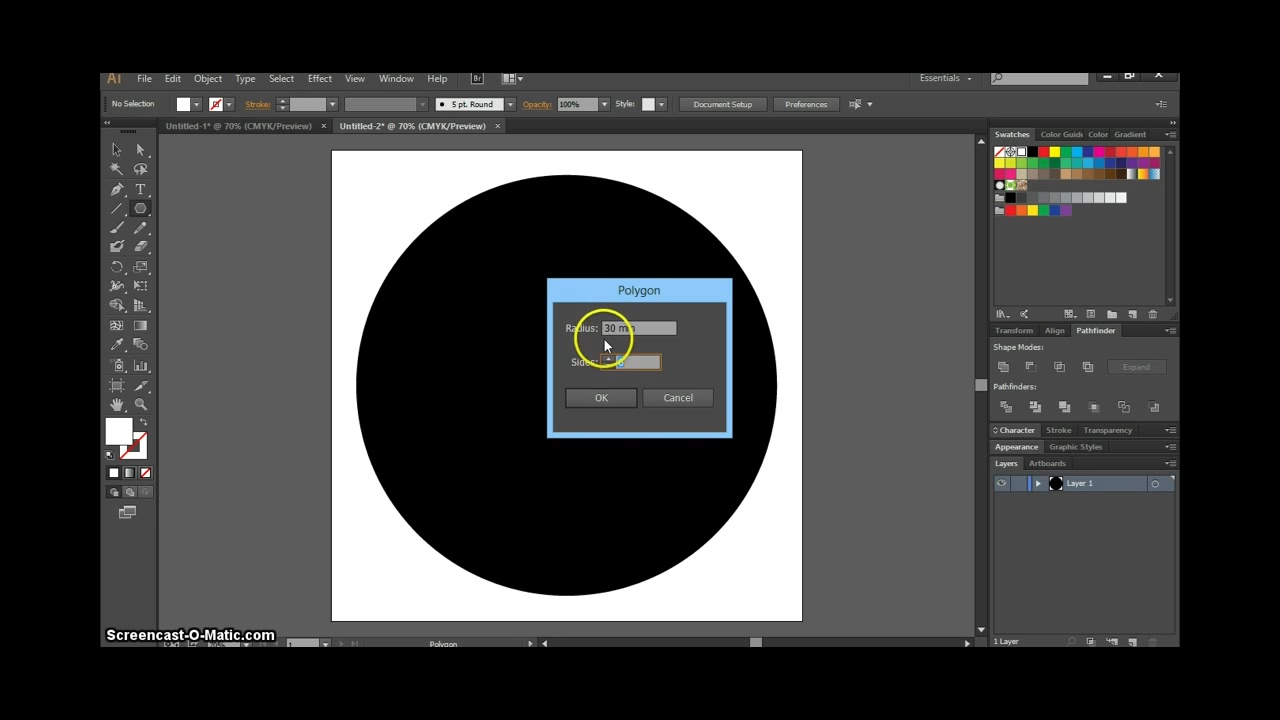 Ai File Edit Object Type Select Effect View Window Help Br Essentials
No Selection Stroke: 5 pt. Round Opacity: 100% Style: Document Setup Preferences
Untitled-1* @ 70% (CMYK/Preview) × Untitled-2* @ 70% (CMYK/Preview) ×
Swatches Color Guide Color Gradient
Polygon
Radius: 30 mm
Sides:
OK Cancel
Transform Align Pathfinder
Shape Modes:
Expand
Pathfinders:
Character Stroke Transparency
Appearance Graphic Styles
Layers Artboards
Layer 1
Screencast-O-Matic.com
1 Polygon
1 Layer